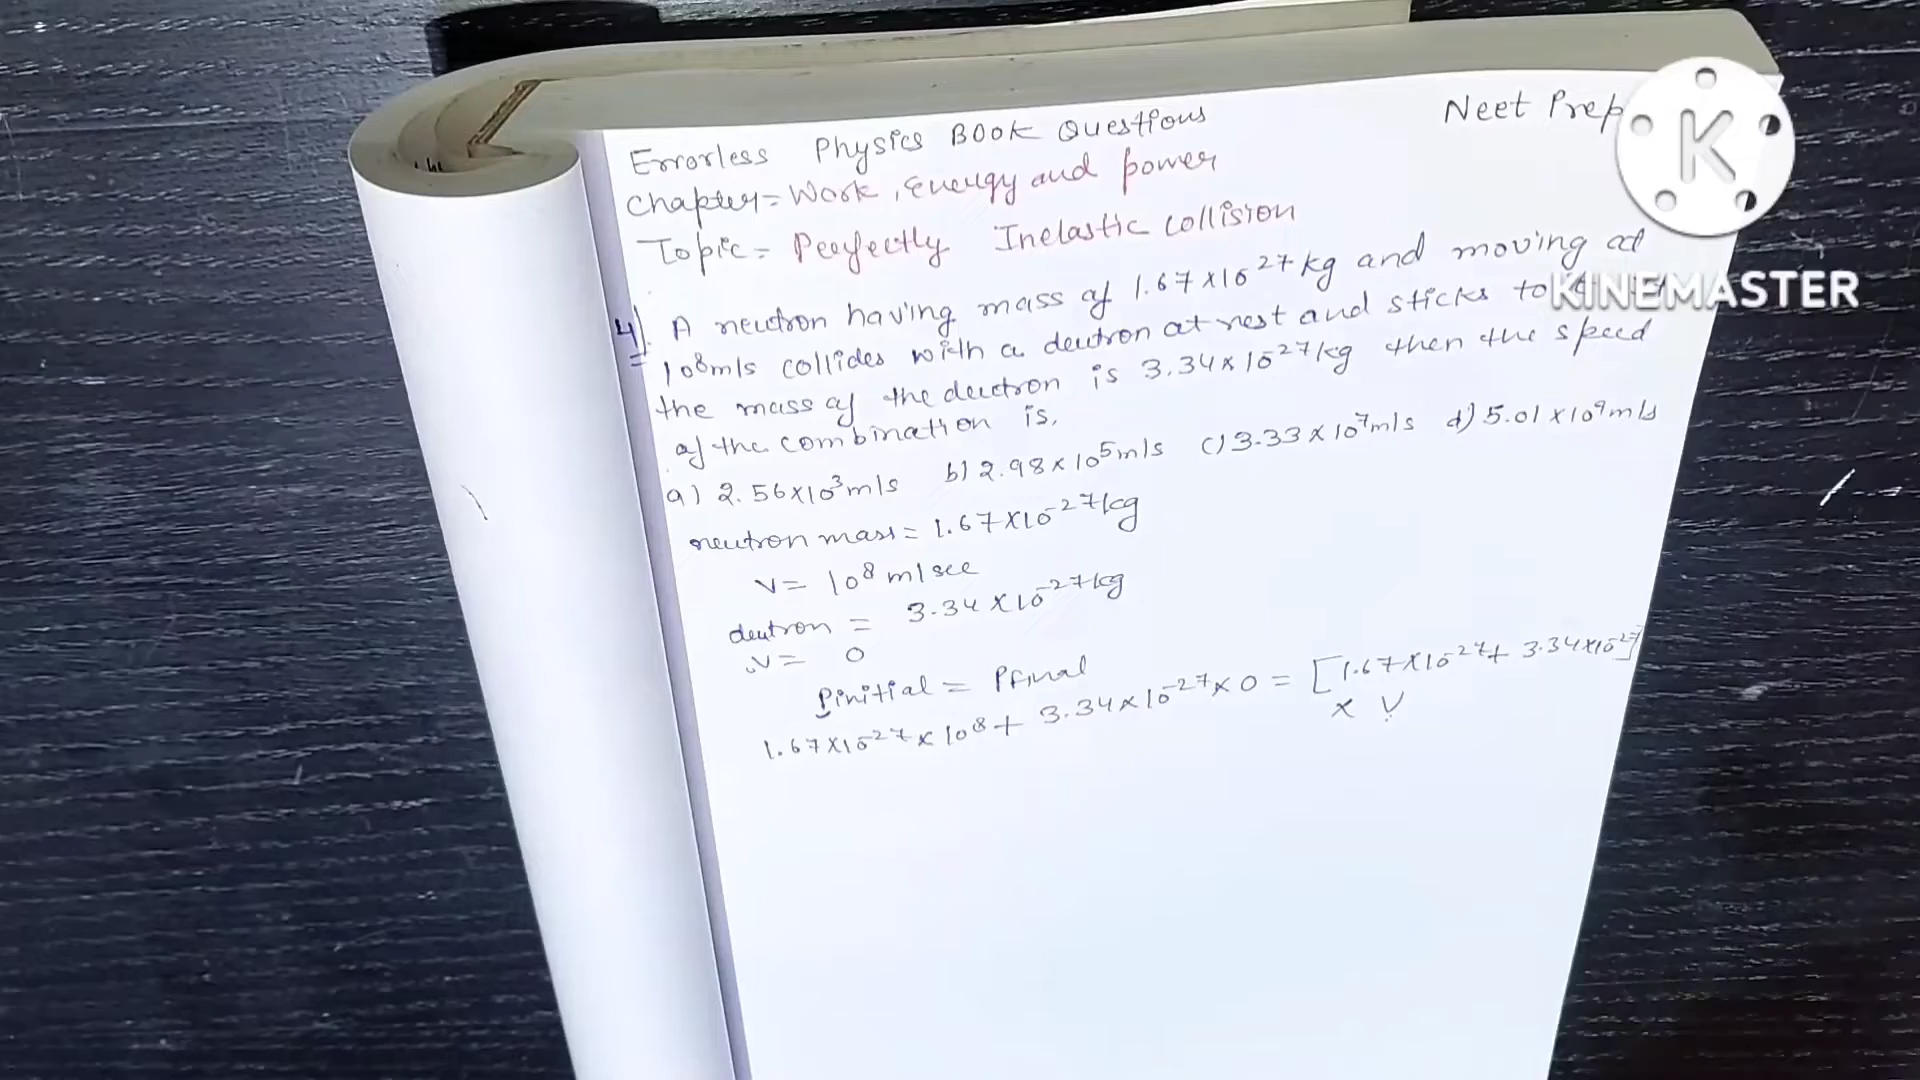 Errorless Physics BOOK Questions
Neet Prep
Chapter = Work, Energy and power
Topic = Perfectly Inelastic collision
4). A neutron having mass of 1.67 × 10⁻²⁷ kg and moving at
10⁸m/s collides with a deutron at rest and sticks to
the mass of the deutron is 3.34 × 10⁻²⁷ kg then the speed
of the combination is.
a) 2.56×10³m/s b) 2.98 × 10⁵m/s c) 3.33 × 10⁷m/s d) 5.01 × 10⁹m/s
neutron mass = 1.67 × 10⁻²⁷ kg
V = 10⁸ m/sec
deutron = 3.34 × 10⁻²⁷ kg
V = 0
Pinitial = Pfinal
1.67 × 10⁻²⁷ × 10⁸ + 3.34 × 10⁻²⁷ × 0 = [1.67 × 10⁻²⁷ + 3.34 × 10⁻²⁷]
× V
K
KINEMASTER